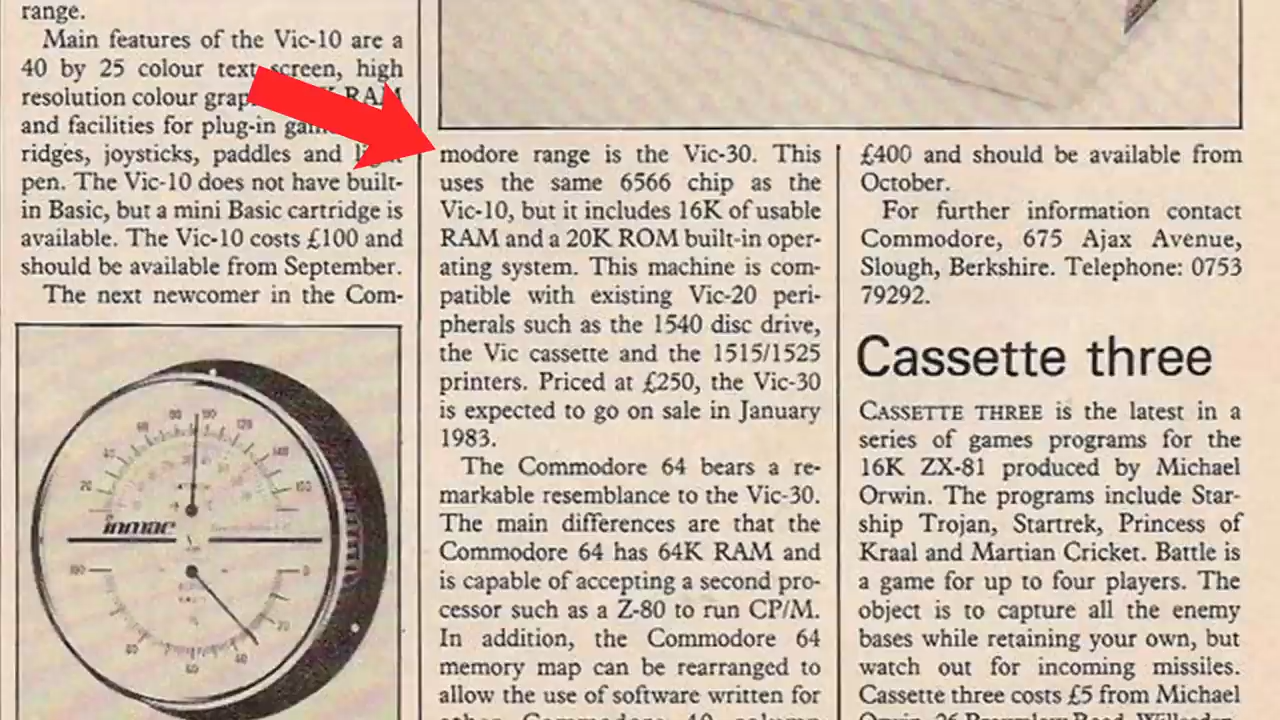 range.
Main features of the Vic-10 are a
40 by 25 colour text screen, high
resolution colour RAM
and facilities for plug-in
ridges, joysticks, paddles and
pen. The Vic-10 does not have built-
in Basic, but a mini Basic cartridge is
available. The Vic-10 costs £100 and
should be available from September.
The next newcomer in the Com-
inmac
modore range is the Vic-30. This
uses the same 6566 chip as the
Vic-10, but it includes 16K of usable
RAM and a 20K ROM built-in oper-
ating system. This machine is com-
patible with existing Vic-20 peri-
pherals such as the 1540 disc drive,
the Vic cassette and the 1515/1525
printers. Priced at £250, the Vic-30
is expected to go on sale in January
1983.
The Commodore 64 bears a re-
markable resemblance to the Vic-30.
The main differences are that the
Commodore 64 has 64K RAM and
is capable of accepting a second pro-
cessor such as a Z-80 to run CP/M.
In addition, the Commodore 64
memory map can be rearranged to
allow the use of software written for
other Commodore 40 column
£400 and should be available from
October.
For further information contact
Commodore, 675 Ajax Avenue,
Slough, Berkshire. Telephone: 0753
79292.
Cassette three
CASSETTE THREE is the latest in a
series of games programs for the
16K ZX-81 produced by Michael
Orwin. The programs include Star-
ship Trojan, Startrek, Princess of
Kraal and Martian Cricket. Battle is
a game for up to four players. The
object is to capture all the enemy
bases while retaining your own, but
watch out for incoming missiles.
Cassette three costs £5 from Michael
Orwin, 26 Road,